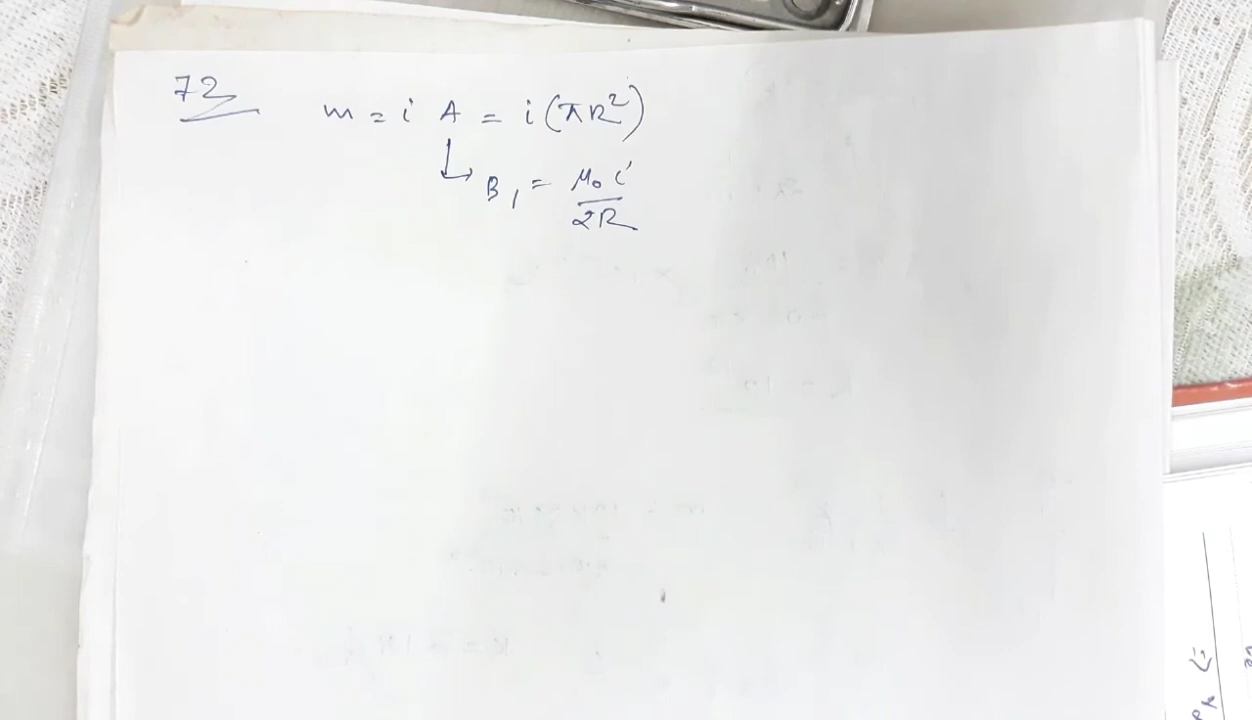 72
m = i A = i(πR²)
↳ B₁ = μ₀ i / 2R